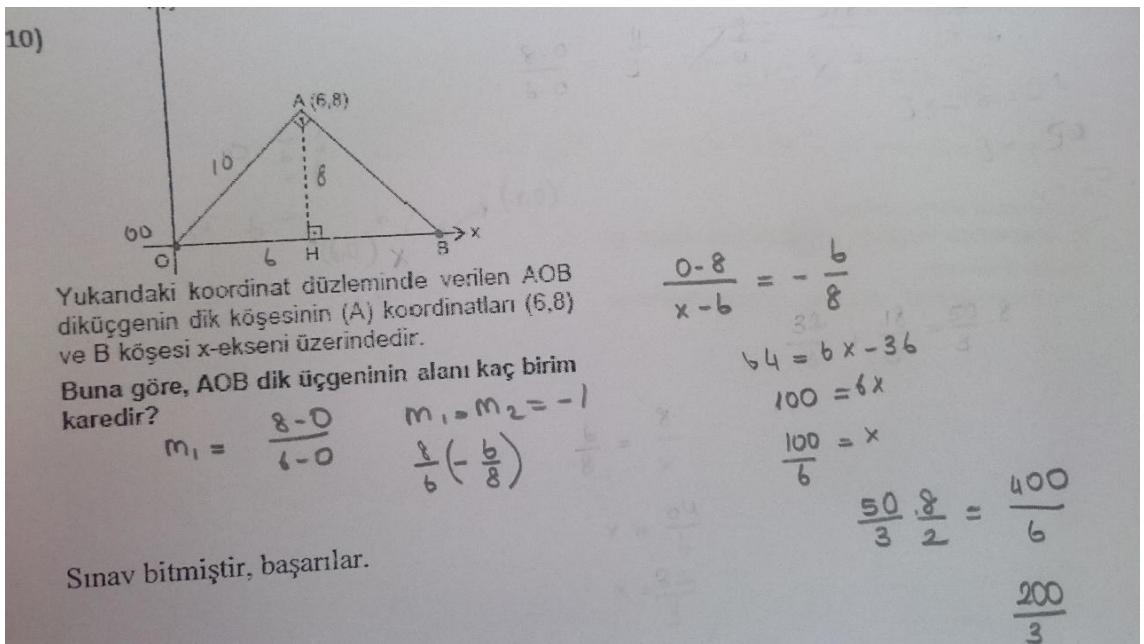 10)
A (6,8)
10
8
00
O
6
H
B
x
Yukarıdaki koordinat düzleminde verilen AOB
diküçgenin dik köşesinin (A) koordinatları (6,8)
ve B köşesi x-ekseni üzerindedir.
Buna göre, AOB dik üçgeninin alanı kaç birim
karedir?
m₁ = 8-0/6-0
m₁ . m₂ = -1
8/6 (- 6/8)
0-8/x-6 = - 6/8
64 = 6x - 36
100 = 6x
100/6 = x
50/3 . 8/2 = 400/6
200/3
Sınav bitmiştir, başarılar.